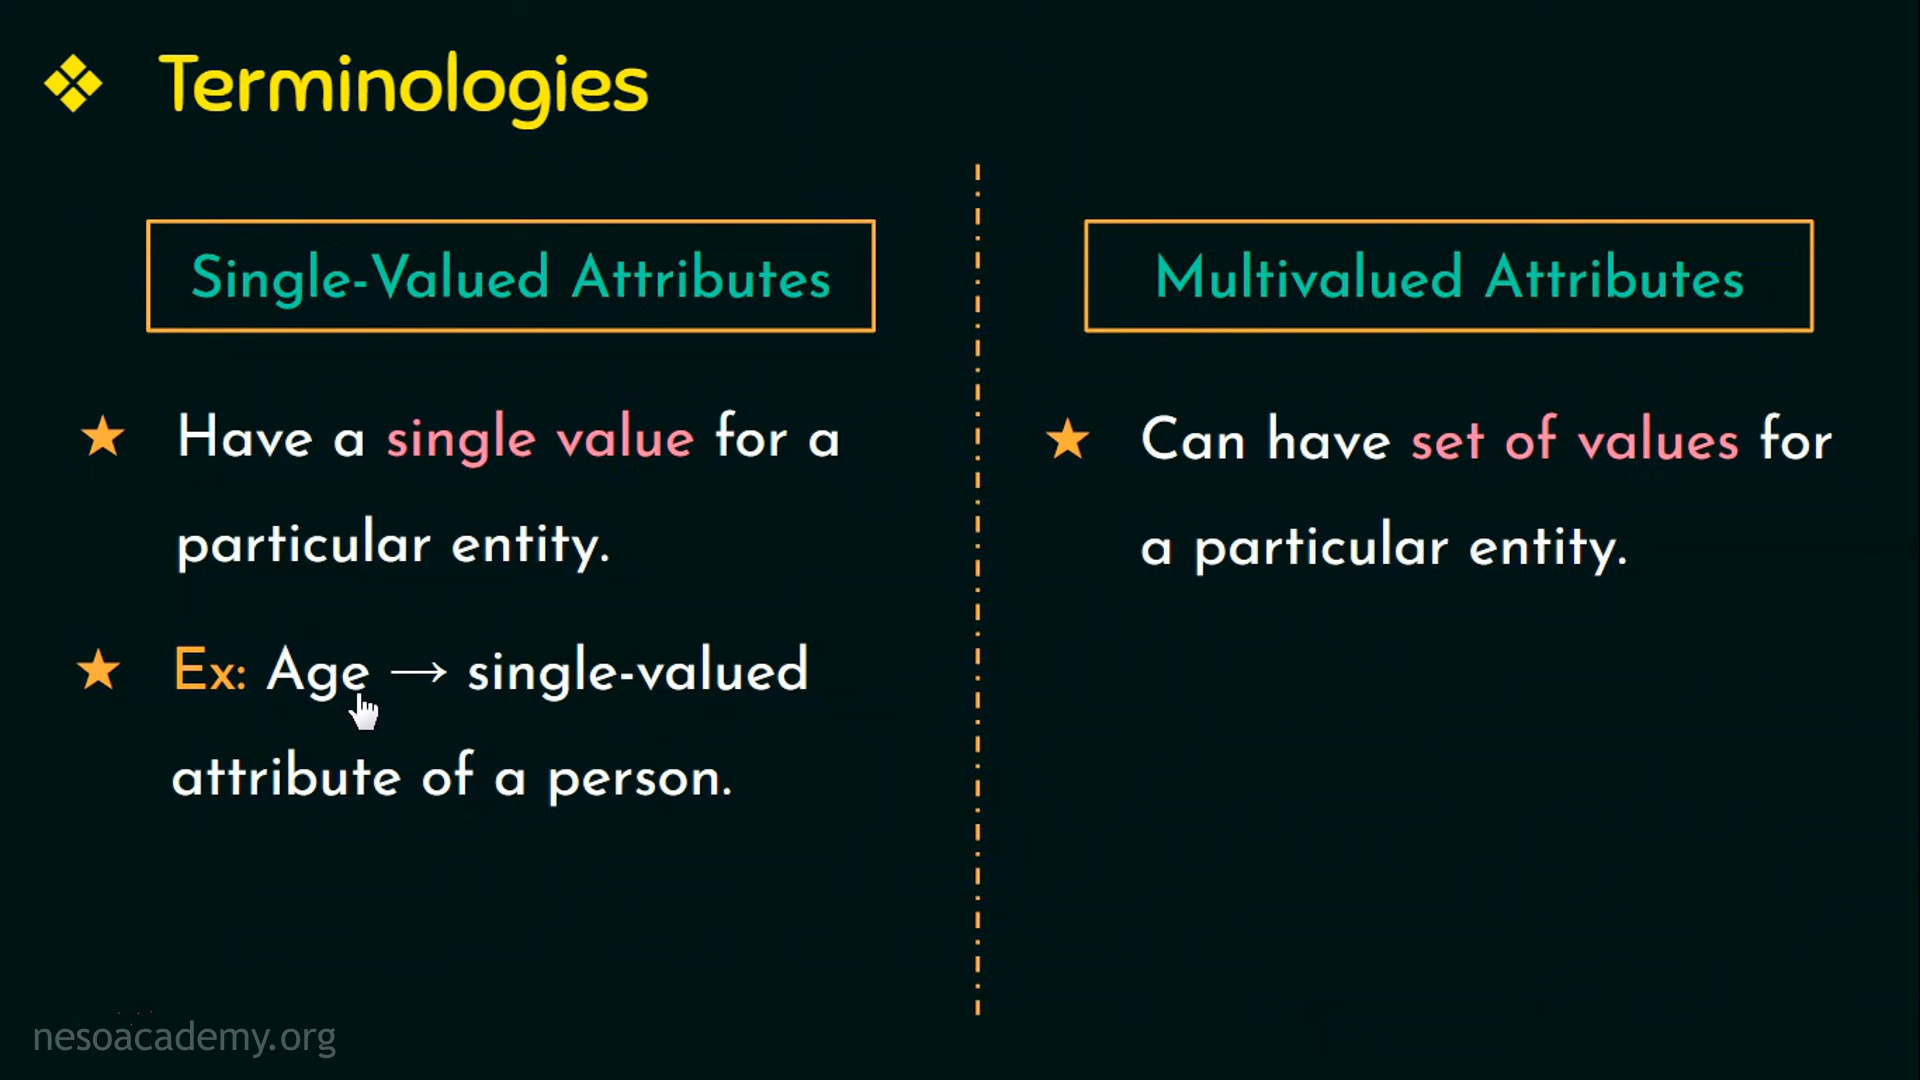 Terminologies
Single-Valued Attributes
Have a single value for a
particular entity.
Ex: Age → single-valued
attribute of a person.
Multivalued Attributes
Can have set of values for
a particular entity.
nesoacademy.org